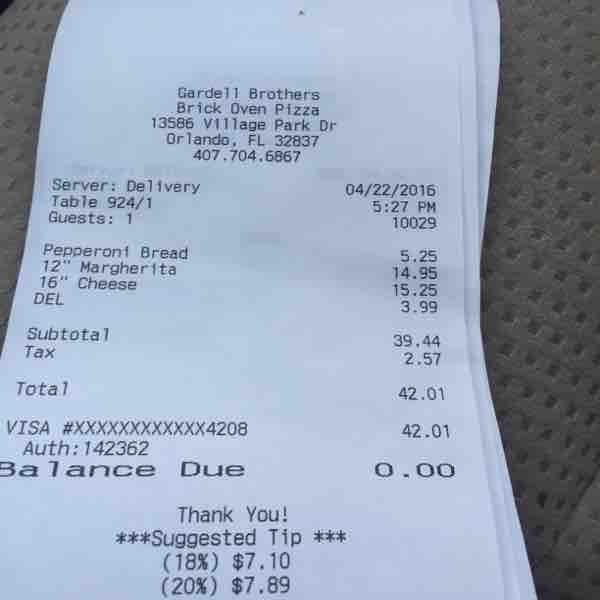 Gardell Brothers
Brick Oven Pizza
13586 Village Park Dr
Orlando, FL 32837
407.704.6867
Server: Delivery 04/22/2016
Table 924/1 5:27 PM
Guests: 1 10029
Pepperoni Bread 5.25
12" Margherita 14.95
16" Cheese 15.25
DEL 3.99
Subtotal 39.44
Tax 2.57
Total 42.01
VISA #XXXXXXXXXXXX4208 42.01
Auth:142362
Balance Due 0.00
Thank You!
***Suggested Tip ***
(18%) $7.10
(20%) $7.89